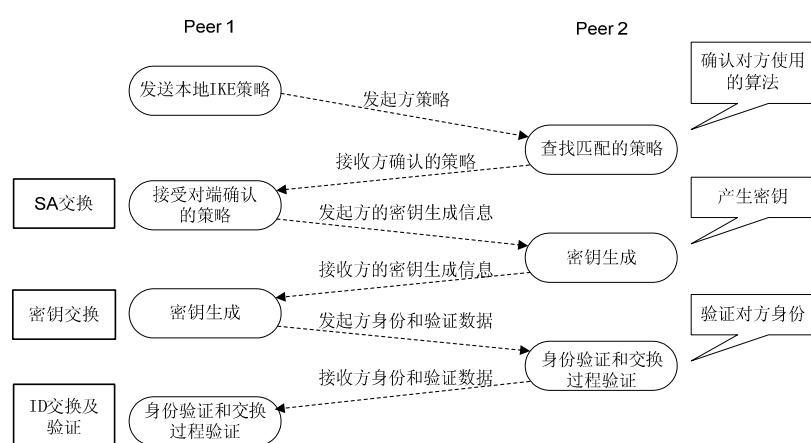 Peer 1
Peer 2
确认对方使用
的算法
发送本地IKE策略
发起方策略
查找匹配的策略
接收方确认的策略
SA交换
接受对端确认
的策略
产生密钥
发起方的密钥生成信息
密钥生成
接收方的密钥生成信息
密钥交换
密钥生成
验证对方身份
发起方身份和验证数据
身份验证和交换
过程验证
接收方身份和验证数据
ID交换及
验证
身份验证和交换
过程验证